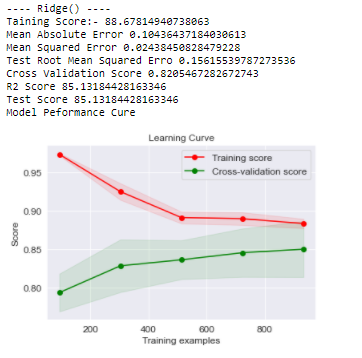 ---- Ridge() ----
Taining Score:- 88.67814940738063
Mean Absolute Error 0.10436437184030613
Mean Squared Error 0.02438450828479228
Test Root Mean Squared Erro 0.15615539787273536
Cross Validation Score 0.8205467282672743
R2 Score 85.13184428163346
Test Score 85.13184428163346
Model Peformance Cure
Learning Curve
Training score
Cross-validation score
Score
0.95
0.90
0.85
0.80
200
400
600
800
Training examples